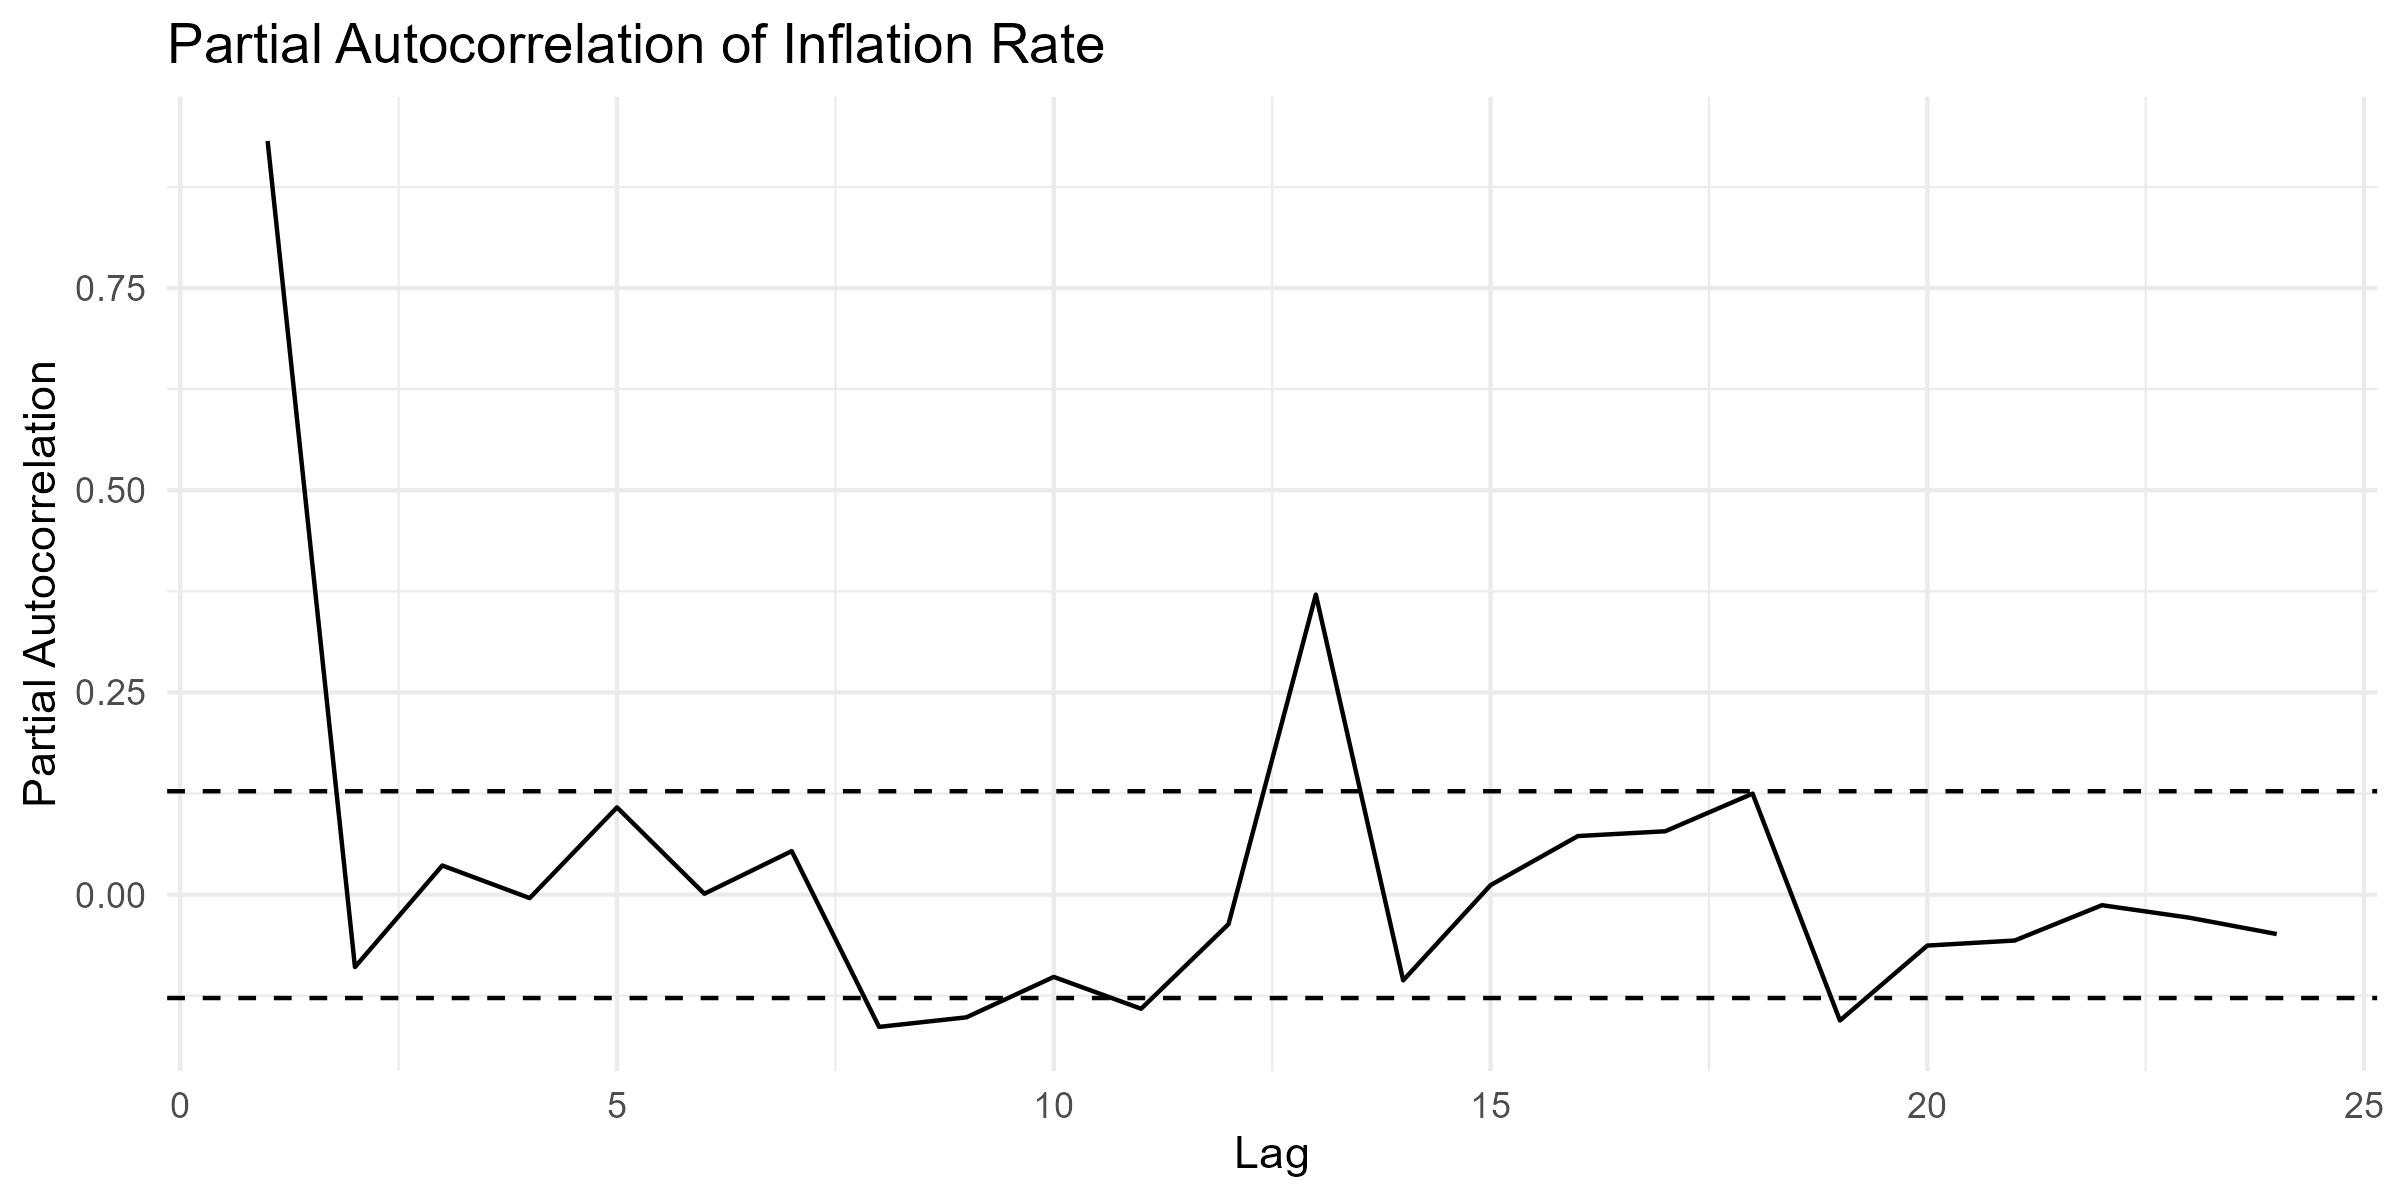 Partial Autocorrelation of Inflation Rate
Partial Autocorrelation
0.75
0.50
0.25
0.00
0 5 10 15 20 25
Lag